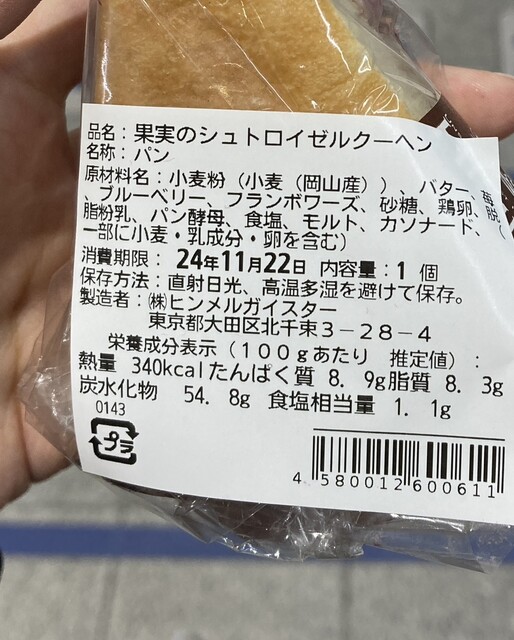 品名：果実のシュトロイゼルクーヘン
名称：パン
原材料名：小麦粉（小麦（岡山産））、バター、苺
、ブルーベリー、フランボワーズ、砂糖、鶏卵、脱
脂粉乳、パン酵母、食塩、モルト、カソナード、（
一部に小麦・乳成分・卵を含む）
消費期限：24年11月22日 内容量：1 個
保存方法：直射日光、高温多湿を避けて保存。
製造者：㈱ヒンメルガイスター
東京都大田区北千束３－２８－４
栄養成分表示（１００ｇあたり 推定値）：
熱量 340kcalたんぱく質 8. 9g脂質 8. 3g
炭水化物 54. 8g 食塩相当量 1. 1g
0143
プラ
4 580012 600611